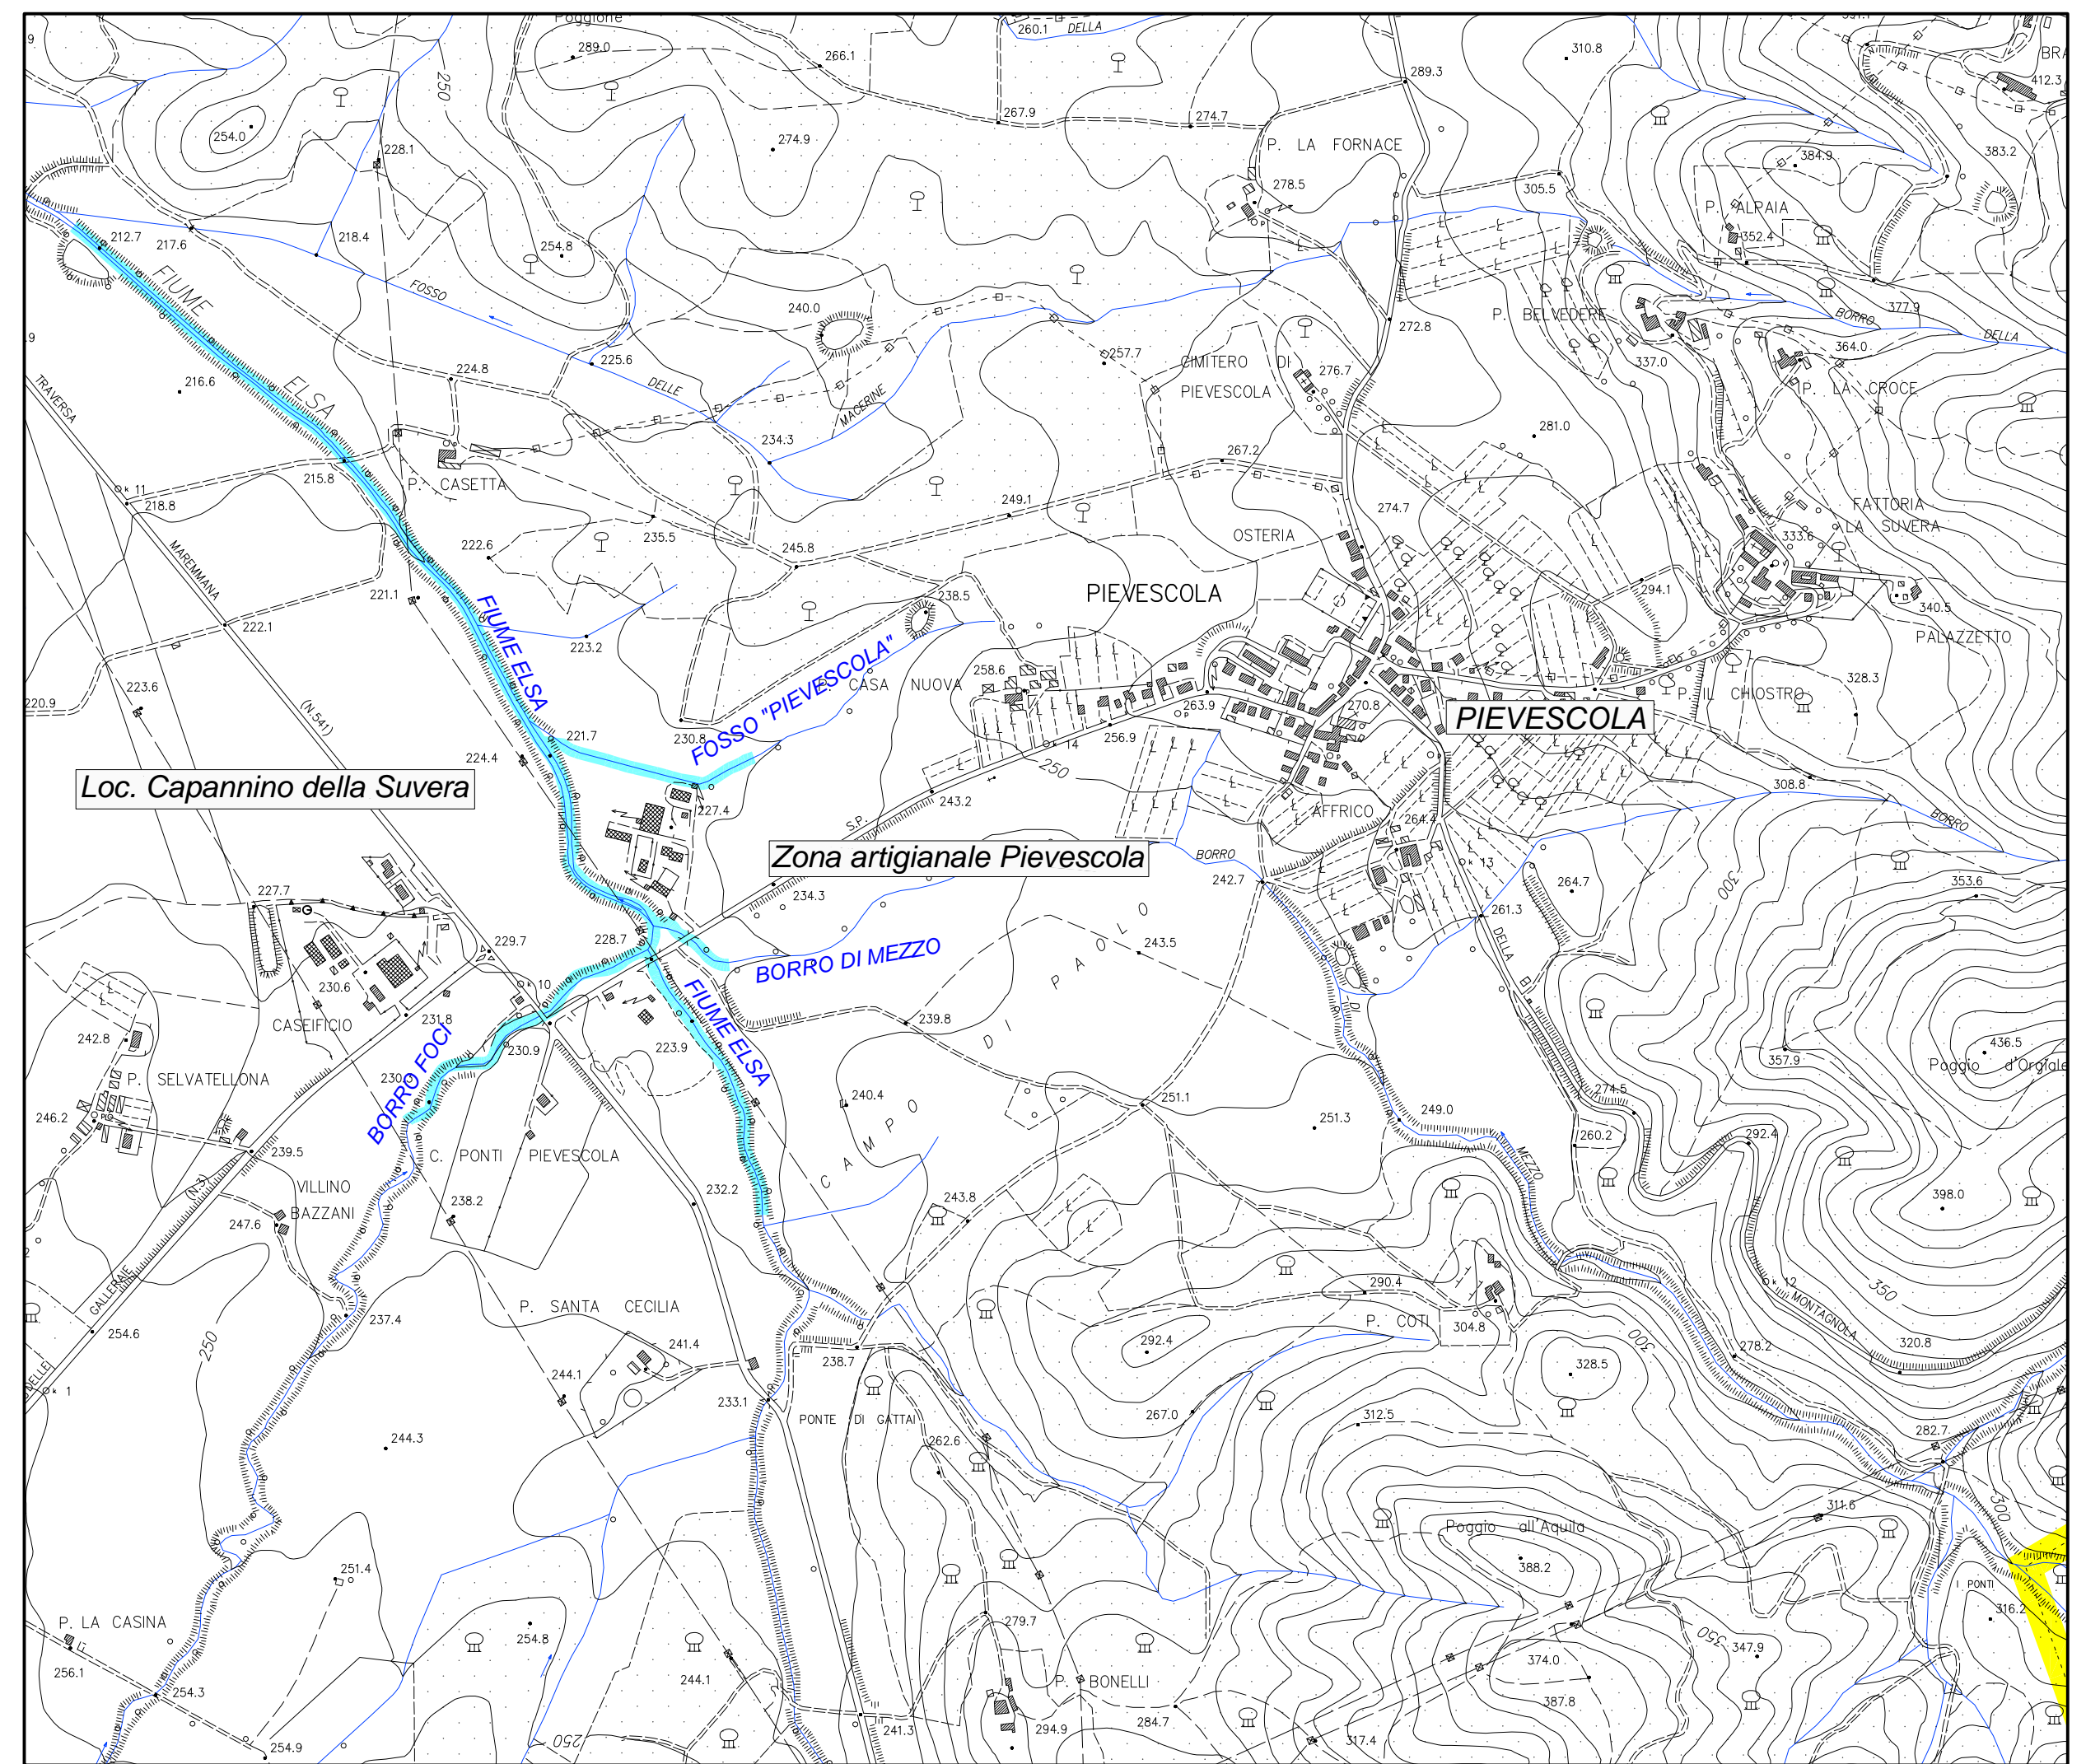 Poggione
260.1
DELLA
289.0
266.1
310.8
412.3
289.3
250
267.9
274.7
254.0
228.1
274.9
P. LA FORNACE
384.9
383.2
278.5
305.5
P. ALPAIA
352.4
212.7
217.6
218.4
254.8
FIUME
FOSSO
240.0
272.8
P. BELVEDERE
BORRO
377.9
DELLA
364.0
337.0
225.6
257.7
CIMITERO DI
PIEVESCOLA
276.7
P. LA CROCE
TRAVERSA
216.6
ELSA
224.8
DELLE
MACERINE
234.3
281.0
267.2
k 11
218.8
215.8
P. CASETTA
249.1
274.7
FATTORIA
LA SUVERA
333.6
OSTERIA
MAREMMANA
222.6
235.5
245.8
PIEVESCOLA
221.1
FIUME ELSA
238.5
294.1
340.5
PALAZZETTO
222.1
223.2
FOSSO "PIEVESCOLA"
CASA NUOVA
258.6
220.9
223.6
(N.541)
230.8
263.9
270.8
PIEVESCOLA
P. IL CHIOSTRO
328.3
221.7
k 14
256.9
250
224.4
Loc. Capannino della Suvera
227.4
243.2
S.P.
AFFRICO
264.4
308.8
BORRO
Zona artigianale Pievescola
BORRO
k 13
242.7
264.7
300
353.6
227.7
234.3
261.3
DELLA
229.7
228.7
BORRO DI MEZZO
243.5
CAMPO DI PAOLO
230.6
k 10
FIUME ELSA
DI
CASEIFICIO
231.8
230.9
223.9
239.8
436.5
Poggio d'Orgiale
357.9
242.8
P. SELVATELLONA
230.3
BORRO FOCI
240.4
251.1
251.3
249.0
274.5
260.2
292.4
246.2
239.5
C. PONTI PIEVESCOLA
MEZZO
(N.3)
VILLINO
BAZZANI
247.6
238.2
232.2
243.8
398.0
GALLERAIE
P. SANTA CECILIA
290.4
k 12
MONTAGNOLA
350
254.6
237.4
P. COTI
304.8
300
320.8
250
241.4
238.7
292.4
278.2
DELLE
k 1
244.1
328.5
233.1
PONTE DI GATTAI
267.0
312.5
244.3
262.6
282.7
311.6
300
Poggio all'Aquila
388.2
251.4
I PONTI
316.2
P. LA CASINA
254.8
279.7
350
347.9
256.1
244.1
P. BONELLI
374.0
387.8
254.3
241.3
294.9
284.7
317.4
250
254.9